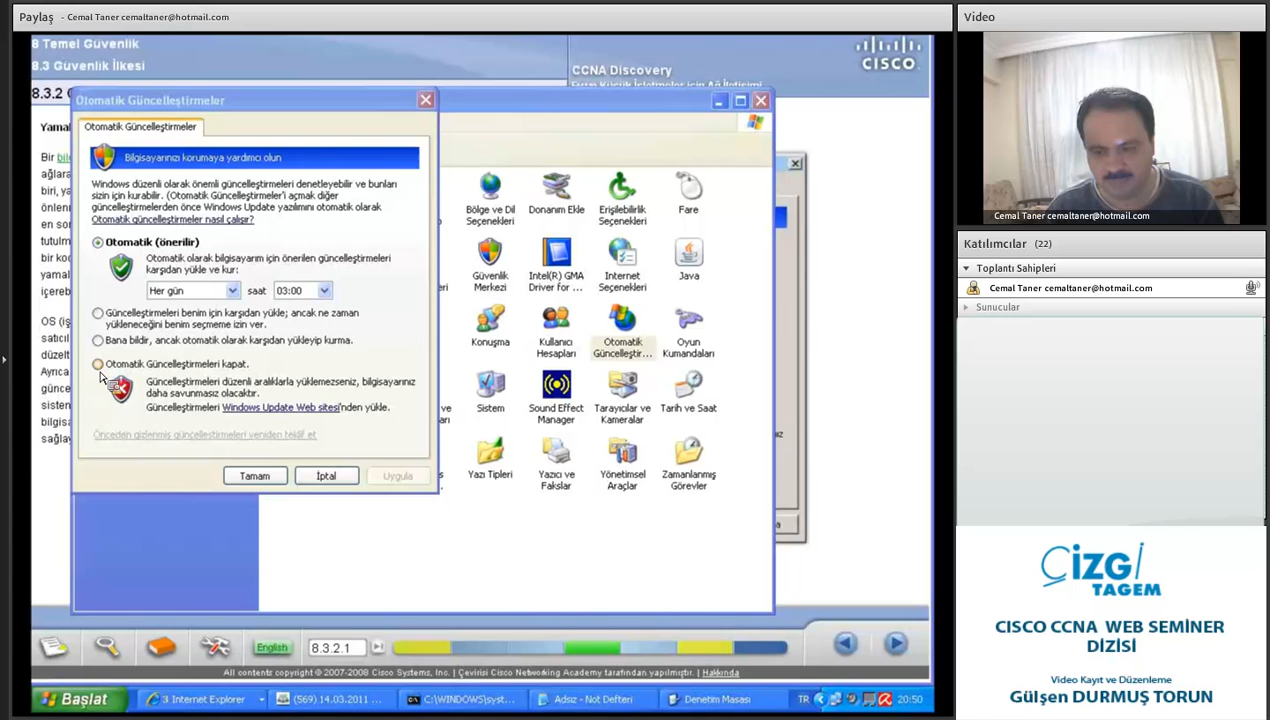 Paylaş - Cemal Taner cemaltaner@hotmail.com
8 Temel Güvenlik
8.3 Güvenlik İlkesi
CISCO
CCNA Discovery
8.3.2
Otomatik Güncelleştirmeler
Otomatik Güncelleştirmeler
Bilgisayarınızı korumaya yardımcı olun
Windows düzenli olarak önemli güncelleştirmeleri denetleyebilir ve bunları
sizin için kurabilir. (Otomatik Güncelleştirme'i açmak diğer
güncelleştirmelerden önce Windows Update yazılımını otomatik olarak
Otomatik güncelleştirmeler nasıl çalışır?
Otomatik (önerilir)
Otomatik olarak bilgisayarım için önerilen güncelleştirmeleri
karşıdan yükle ve kur:
Her gün
saat
03:00
Güncelleştirmeleri benim için karşıdan yükle; ancak ne zaman
yükleneceğini benim seçmeme izin ver.
Bana bildir, ancak otomatik olarak karşıdan yükleyip kurma.
Otomatik Güncelleştirmeleri kapat.
Güncelleştirmeleri düzenli aralıklarla yüklemezseniz, bilgisayarınız
daha savunmasız olacaktır.
Güncelleştirmeleri Windows Update Web sitesi'nden yükle.
Önceden gizlenmiş güncelleştirmeleri yeniden teklif et
Tamam
İptal
Uygula
Bölge ve Dil
Seçenekleri
Donanım Ekle
Erişilebilirlik
Seçenekleri
Fare
Güvenlik
Merkezi
Intel(R) GMA
Driver for ...
Internet
Seçenekleri
Java
Konuşma
Kullanıcı
Hesapları
Otomatik
Güncelleştir...
Oyun
Kumandaları
Sistem
Sound Effect
Manager
Tarayıcılar ve
Kameralar
Tarih ve Saat
Yazı Tipleri
Yazıcı ve
Fakslar
Yönetimsel
Araçlar
Zamanlanmış
Görevler
English
8.3.2.1
All contents copyright © 2007-2008 Cisco Systems, Inc. | Çevirisi Cisco Networking Academy tarafından yapılmıştır. | Hakkında
Başlat
3 Internet Explorer
(569) 14.03.2011 ...
C:\WINDOWS\syst...
Adsız - Not Defteri
Denetim Masası
TR
20:50
Video
Cemal Taner cemaltaner@hotmail.com
Katılımcılar (22)
Toplantı Sahipleri
Cemal Taner cemaltaner@hotmail.com
Sunucular
ÇİZGİ
TAGEM
CISCO CCNA WEB SEMİNER
DİZİSİ
Video Kayıt ve Düzenleme
Gülşen DURMUŞ TORUN